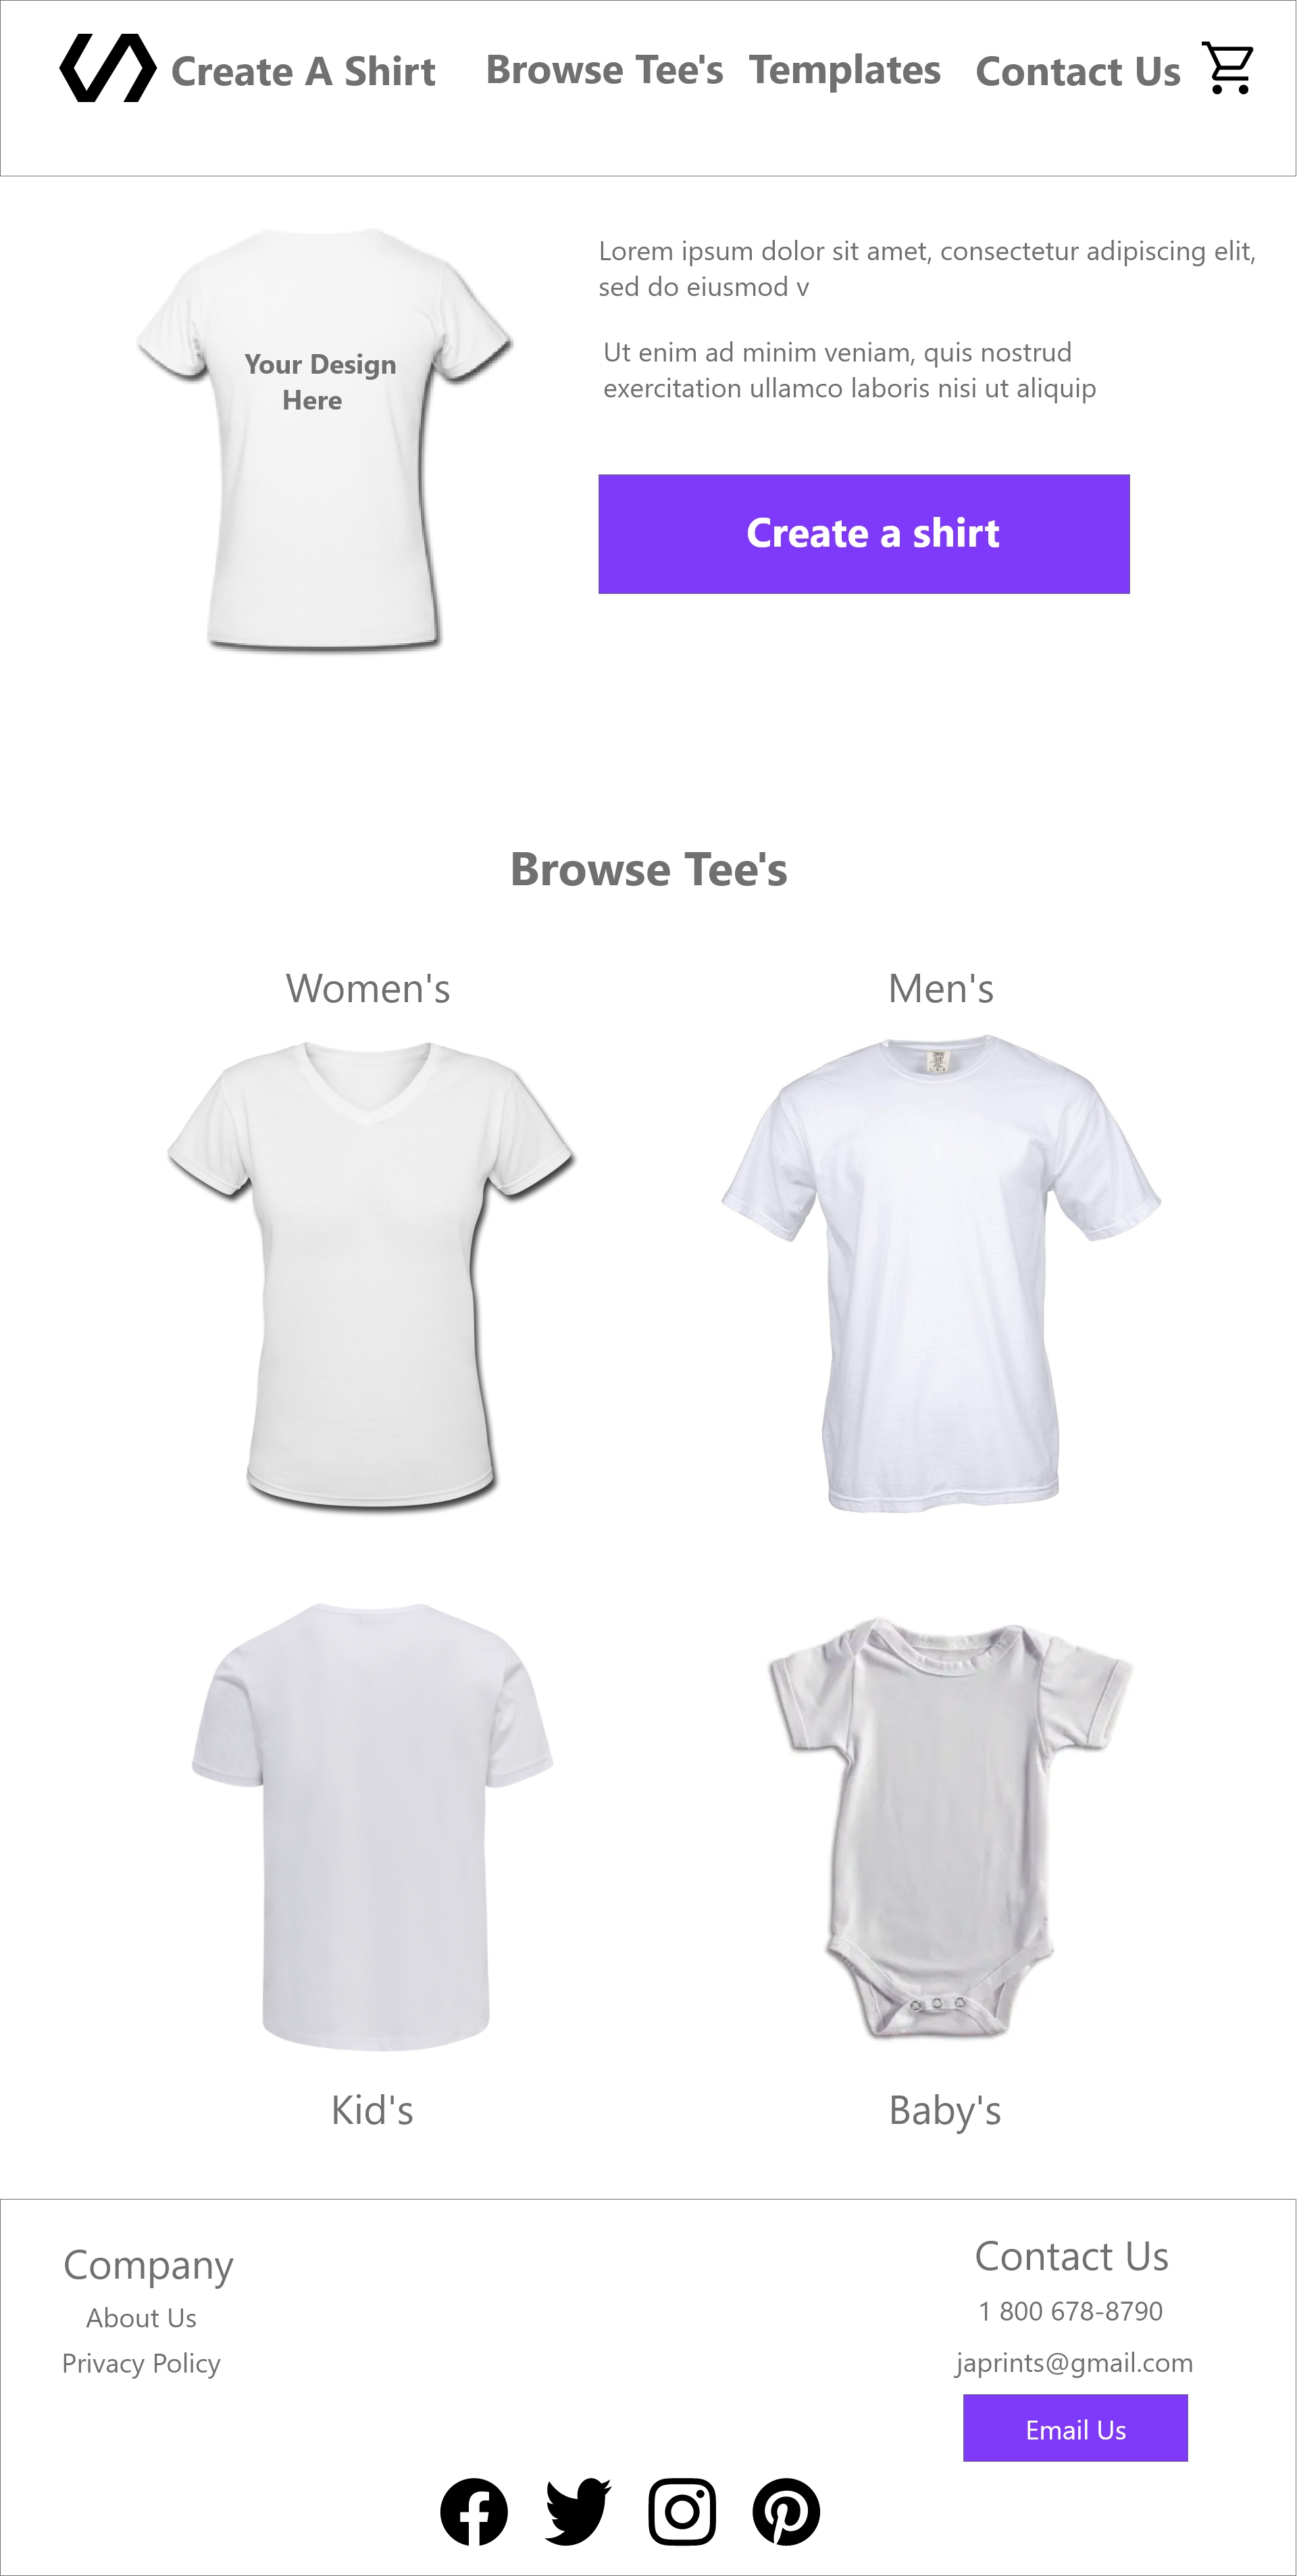 Create A Shirt
Browse Tee's
Templates
Contact Us
Your Design
Here
Lorem ipsum dolor sit amet, consectetur adipiscing elit,
sed do eiusmod v
Ut enim ad minim veniam, quis nostrud
exercitation ullamco laboris nisi ut aliquip
Create a shirt
Browse Tee's
Women's
Men's
Kid's
Baby's
Company
About Us
Privacy Policy
Contact Us
1 800 678-8790
japrints@gmail.com
Email Us